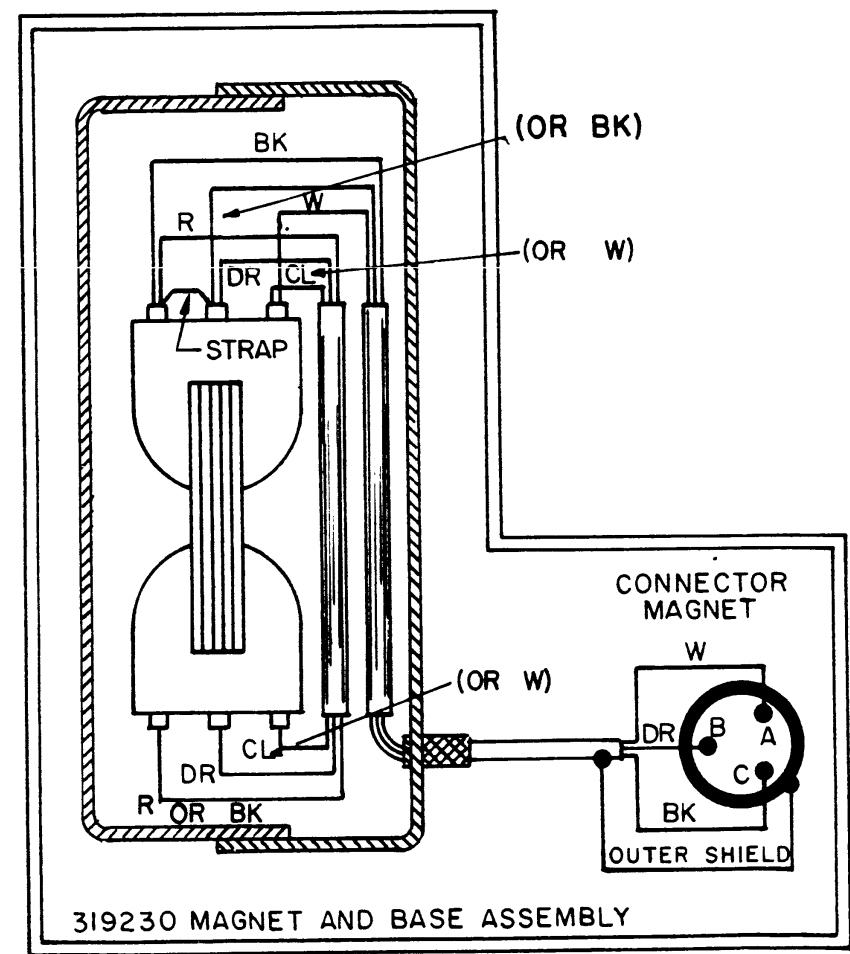 (OR BK)
BK
W
R
(OR W)
DR
CL
STRAP
CONNECTOR
MAGNET
W
(OR W)
DR
B
A
CL
C
DR
R OR BK
BK
OUTER SHIELD
319230 MAGNET AND BASE ASSEMBLY